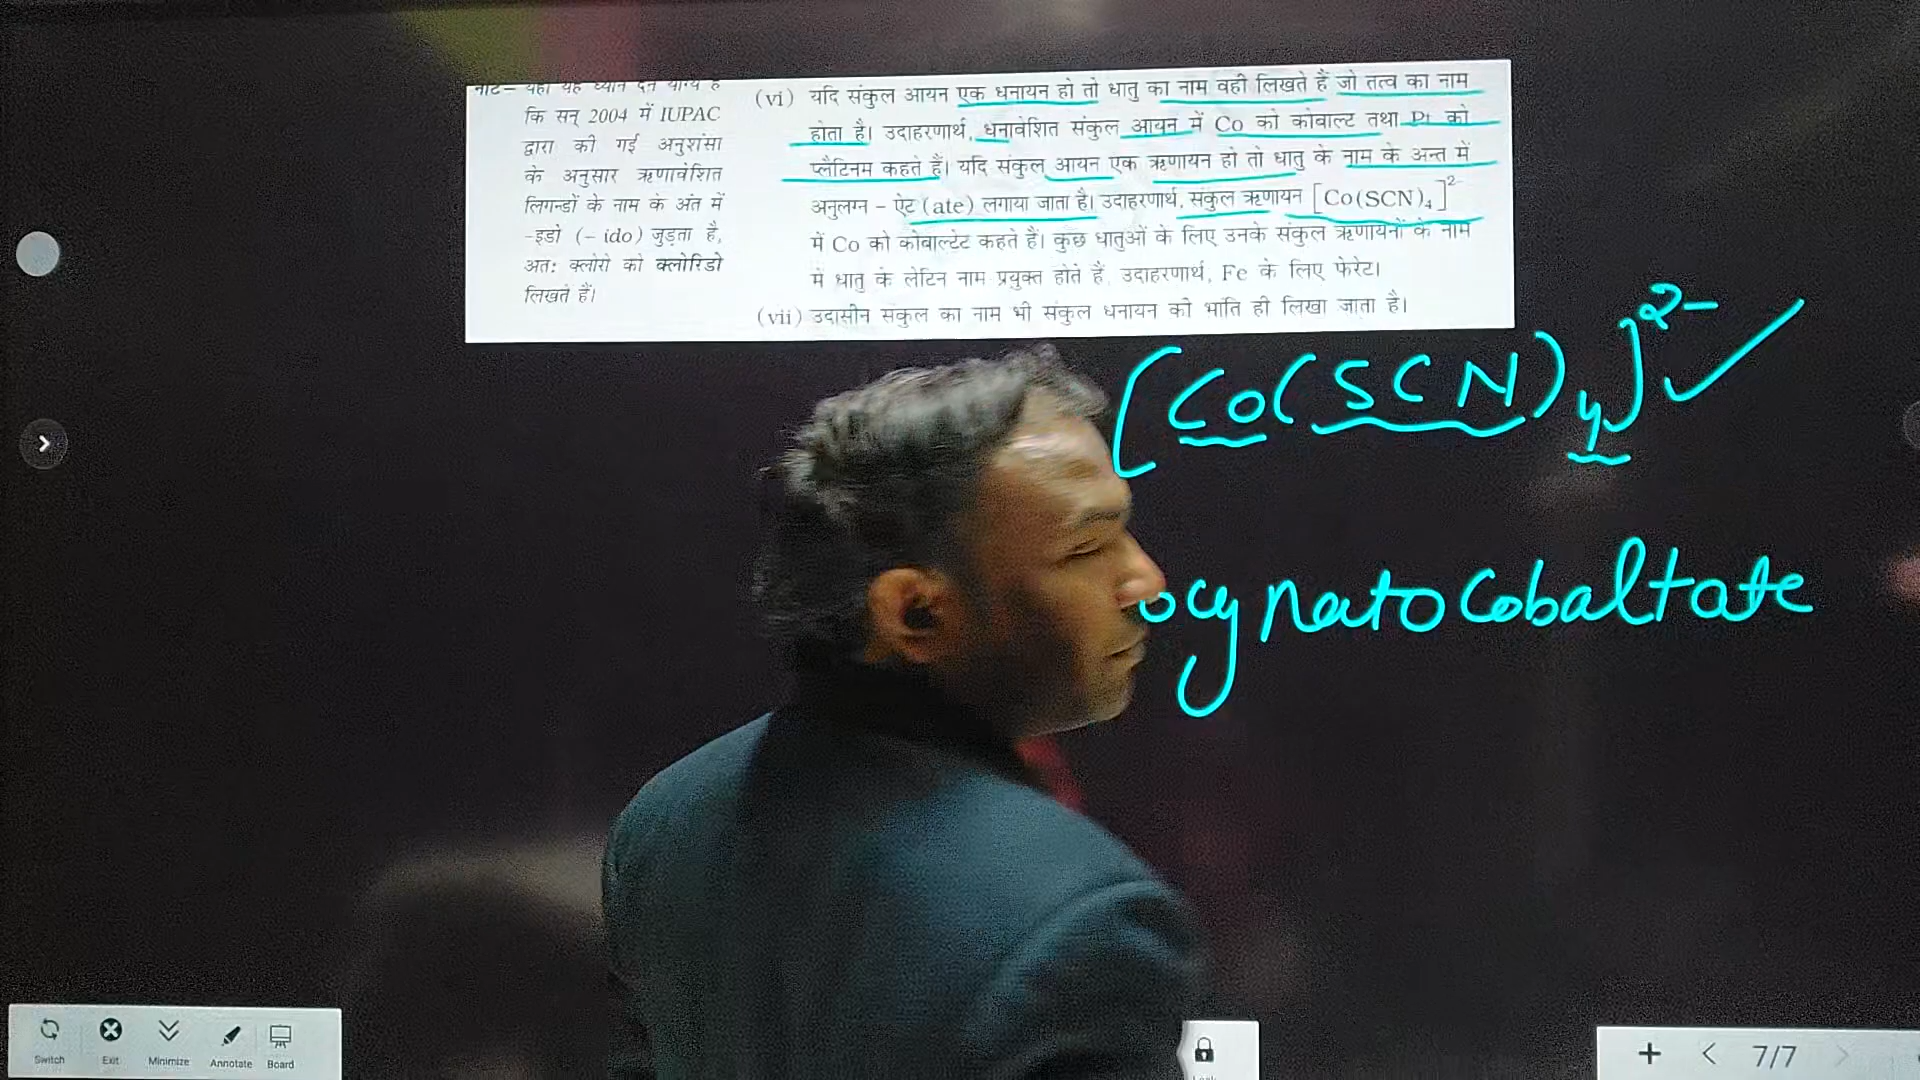 नोट– यहाँ यह ध्यान देने योग्य है
कि सन् 2004 में IUPAC
द्वारा की गई अनुशंसा
के अनुसार ऋणावेशित
लिगन्डों के नाम के अंत में
-इडो (– ido) जुड़ता है,
अत: क्लोरो को क्लोरिडो
लिखते हैं।
(vi) यदि संकुल आयन एक धनायन हो तो धातु का नाम वही लिखते हैं जो तत्व का नाम
होता है। उदाहरणार्थ, धनावेशित संकुल आयन में Co को कोबाल्ट तथा Pt को
प्लैटिनम कहते हैं। यदि संकुल आयन एक ऋणायन हो तो धातु के नाम के अन्त में
अनुलग्न – ऐट (ate) लगाया जाता है। उदाहरणार्थ, संकुल ऋणायन [Co(SCN)₄]²⁻
में Co को कोबाल्टेट कहते हैं। कुछ धातुओं के लिए उनके संकुल ऋणायनों के नाम
में धातु के लेटिन नाम प्रयुक्त होते हैं, उदाहरणार्थ, Fe के लिए फेरेट।
(vii) उदासीन संकुल का नाम भी संकुल धनायन की भांति ही लिखा जाता है।
[Co(SCN)₄]²⁻
ocynatocobaltate
Switch Exit Minimize Annotate Board
7/7